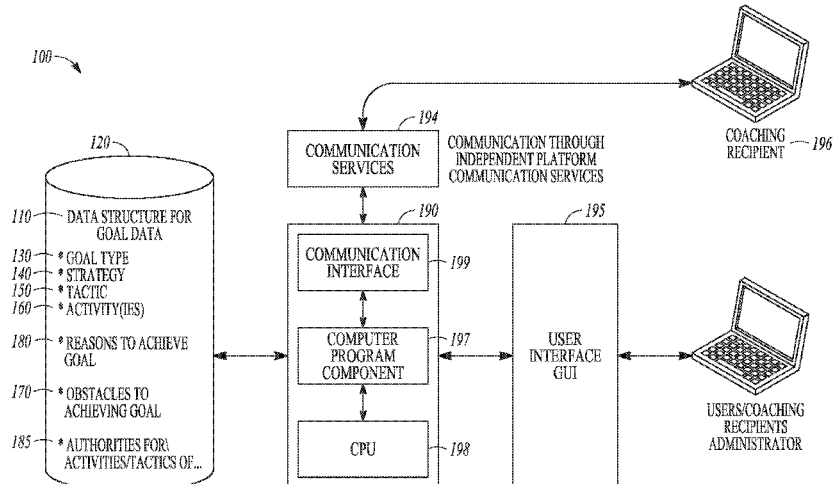 100
120
110
DATA STRUCTURE FOR
GOAL DATA
130 * GOAL TYPE
140 * STRATEGY
150 * TACTIC
160 * ACTIVITY(IES)
180 * REASONS TO ACHIEVE
GOAL
170 * OBSTACLES TO
ACHIEVING GOAL
185 * AUTHORITIES FOR\
ACTIVITIES/TACTICS OF...
194
COMMUNICATION
SERVICES
COMMUNICATION THROUGH
INDEPENDENT PLATFORM
COMMUNICATION SERVICES
190
COMMUNICATION
INTERFACE
199
COMPUTER
PROGRAM
COMPONENT
197
CPU
198
195
USER
INTERFACE
GUI
COACHING
RECIPIENT
196
USERS/COACHING
RECIPIENTS
ADMINISTRATOR